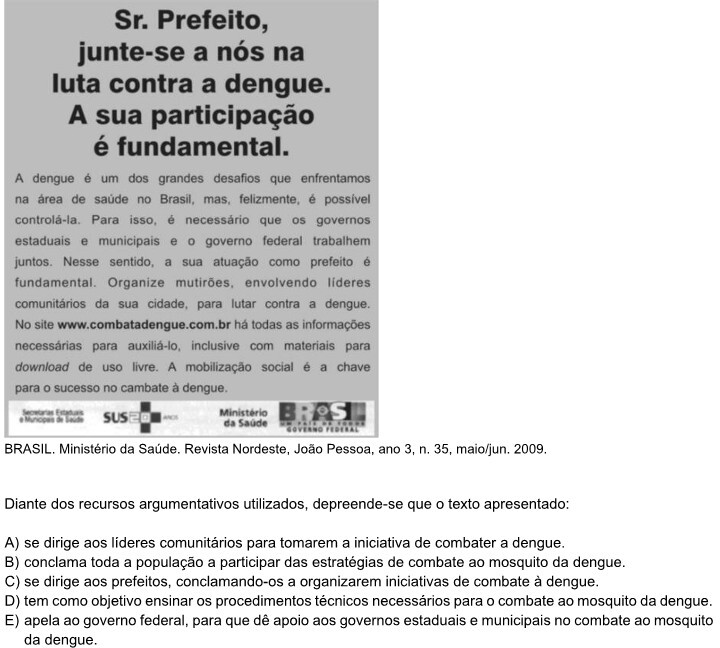 Sr. Prefeito,
junte-se a nós na
luta contra a dengue.
A sua participação
é fundamental.
A dengue é um dos grandes desafios que enfrentamos
na área de saúde no Brasil, mas, felizmente, é possível
controlá-la. Para isso, é necessário que os governos
estaduais e municipais e o governo federal trabalhem
juntos. Nesse sentido, a sua atuação como prefeito é
fundamental. Organize mutirões, envolvendo líderes
comunitários da sua cidade, para lutar contra a dengue.
No site www.combatadengue.com.br há todas as informações
necessárias para auxiliá-lo, inclusive com materiais para
download de uso livre. A mobilização social é a chave
para o sucesso no cambate à dengue.
Secretarias Estaduais
e Municipais de Saúde
SUS 20 ANOS
Ministério
da Saúde
BRASIL
UM PAÍS DE TODOS
GOVERNO FEDERAL
BRASIL. Ministério da Saúde. Revista Nordeste, João Pessoa, ano 3, n. 35, maio/jun. 2009.
Diante dos recursos argumentativos utilizados, depreende-se que o texto apresentado:
A) se dirige aos líderes comunitários para tomarem a iniciativa de combater a dengue.
B) conclama toda a população a participar das estratégias de combate ao mosquito da dengue.
C) se dirige aos prefeitos, conclamando-os a organizarem iniciativas de combate à dengue.
D) tem como objetivo ensinar os procedimentos técnicos necessários para o combate ao mosquito da dengue.
E) apela ao governo federal, para que dê apoio aos governos estaduais e municipais no combate ao mosquito
da dengue.